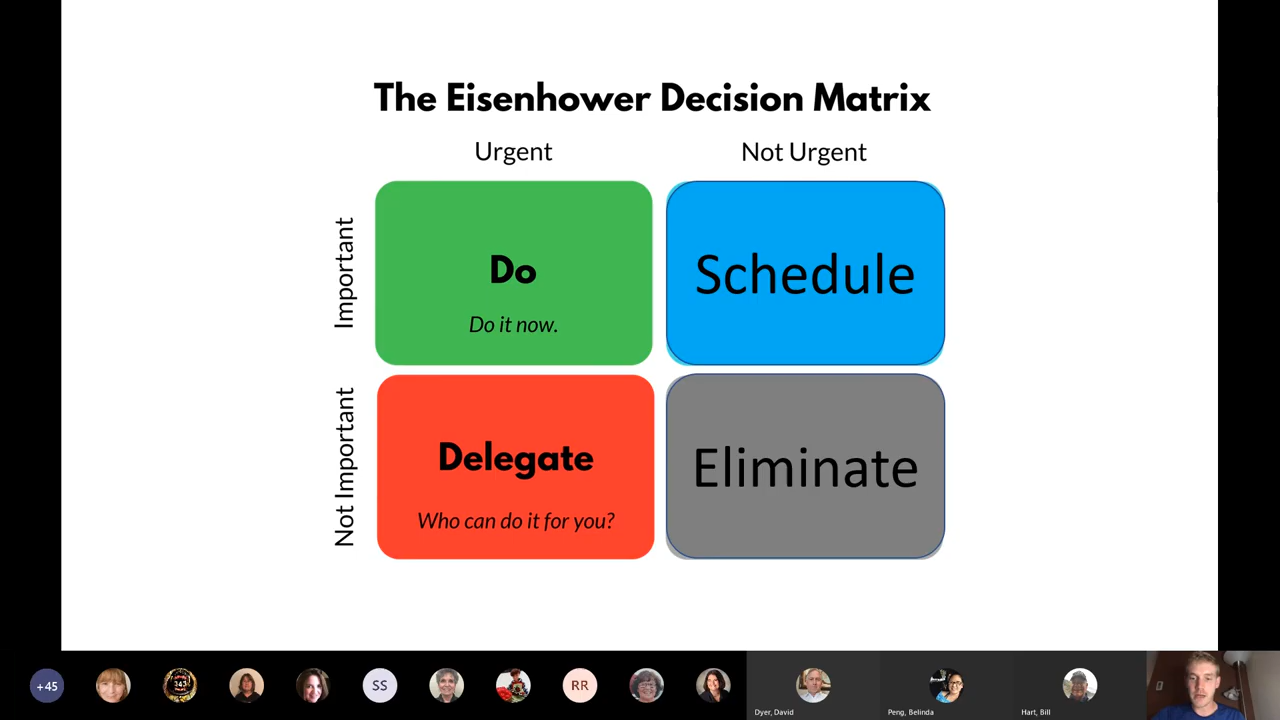 The Eisenhower Decision Matrix
Urgent
Not Urgent
Important
Do
Do it now.
Schedule
Not Important
Delegate
Who can do it for you?
Eliminate
+45
343
SS
RR
Dyer, David
Peng, Belinda
Hart, Bill